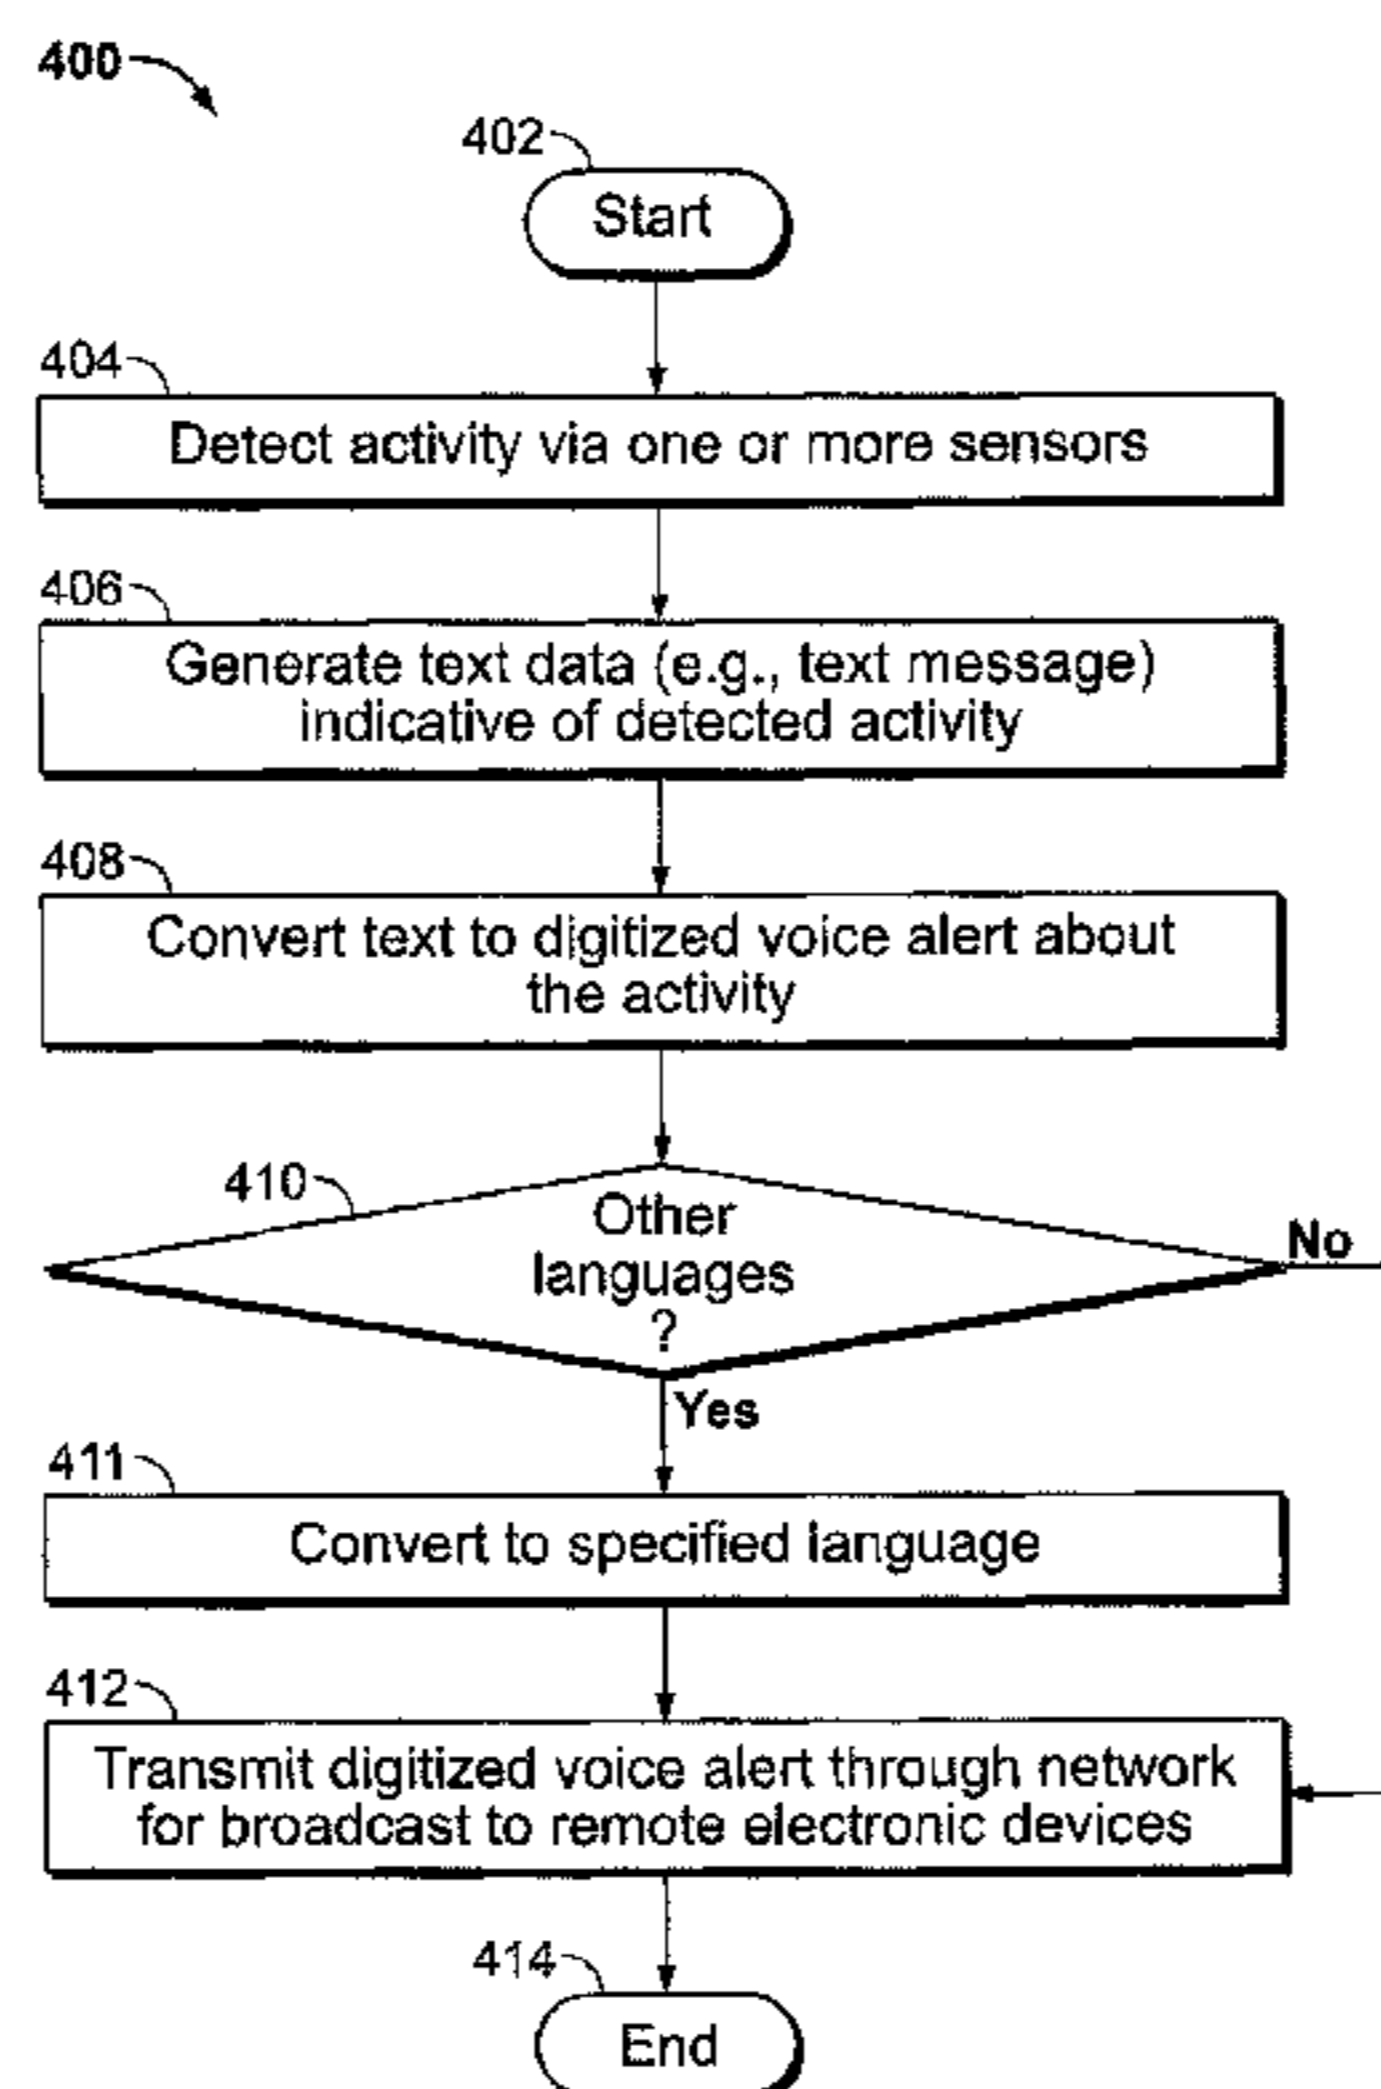 400
402
Start
404
Detect activity via one or more sensors
406
Generate text data (e.g., text message)
indicative of detected activity
408
Convert text to digitized voice alert about
the activity
410
Other
languages
?
No
Yes
411
Convert to specified language
412
Transmit digitized voice alert through network
for broadcast to remote electronic devices
414
End